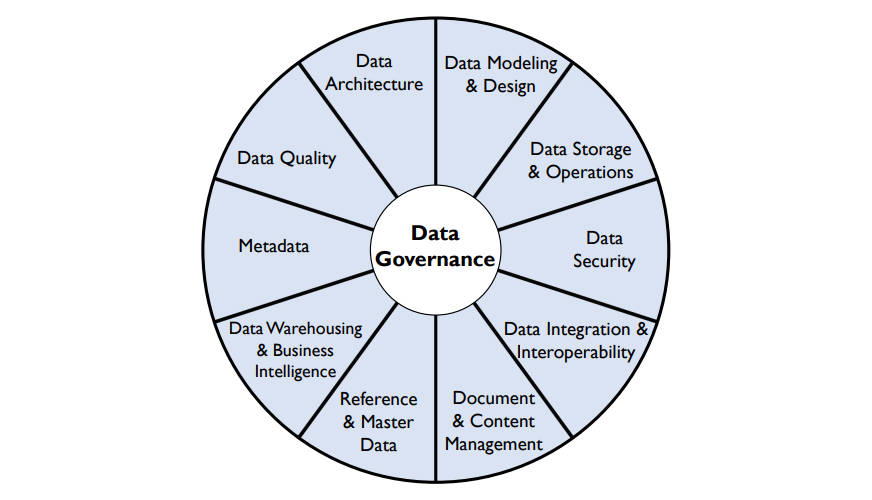 Data
Architecture
Data Modeling
& Design
Data Storage
& Operations
Data
Security
Data Integration &
Interoperability
Document
& Content
Management
Reference
& Master
Data
Data Warehousing
& Business
Intelligence
Metadata
Data Quality
Data
Governance